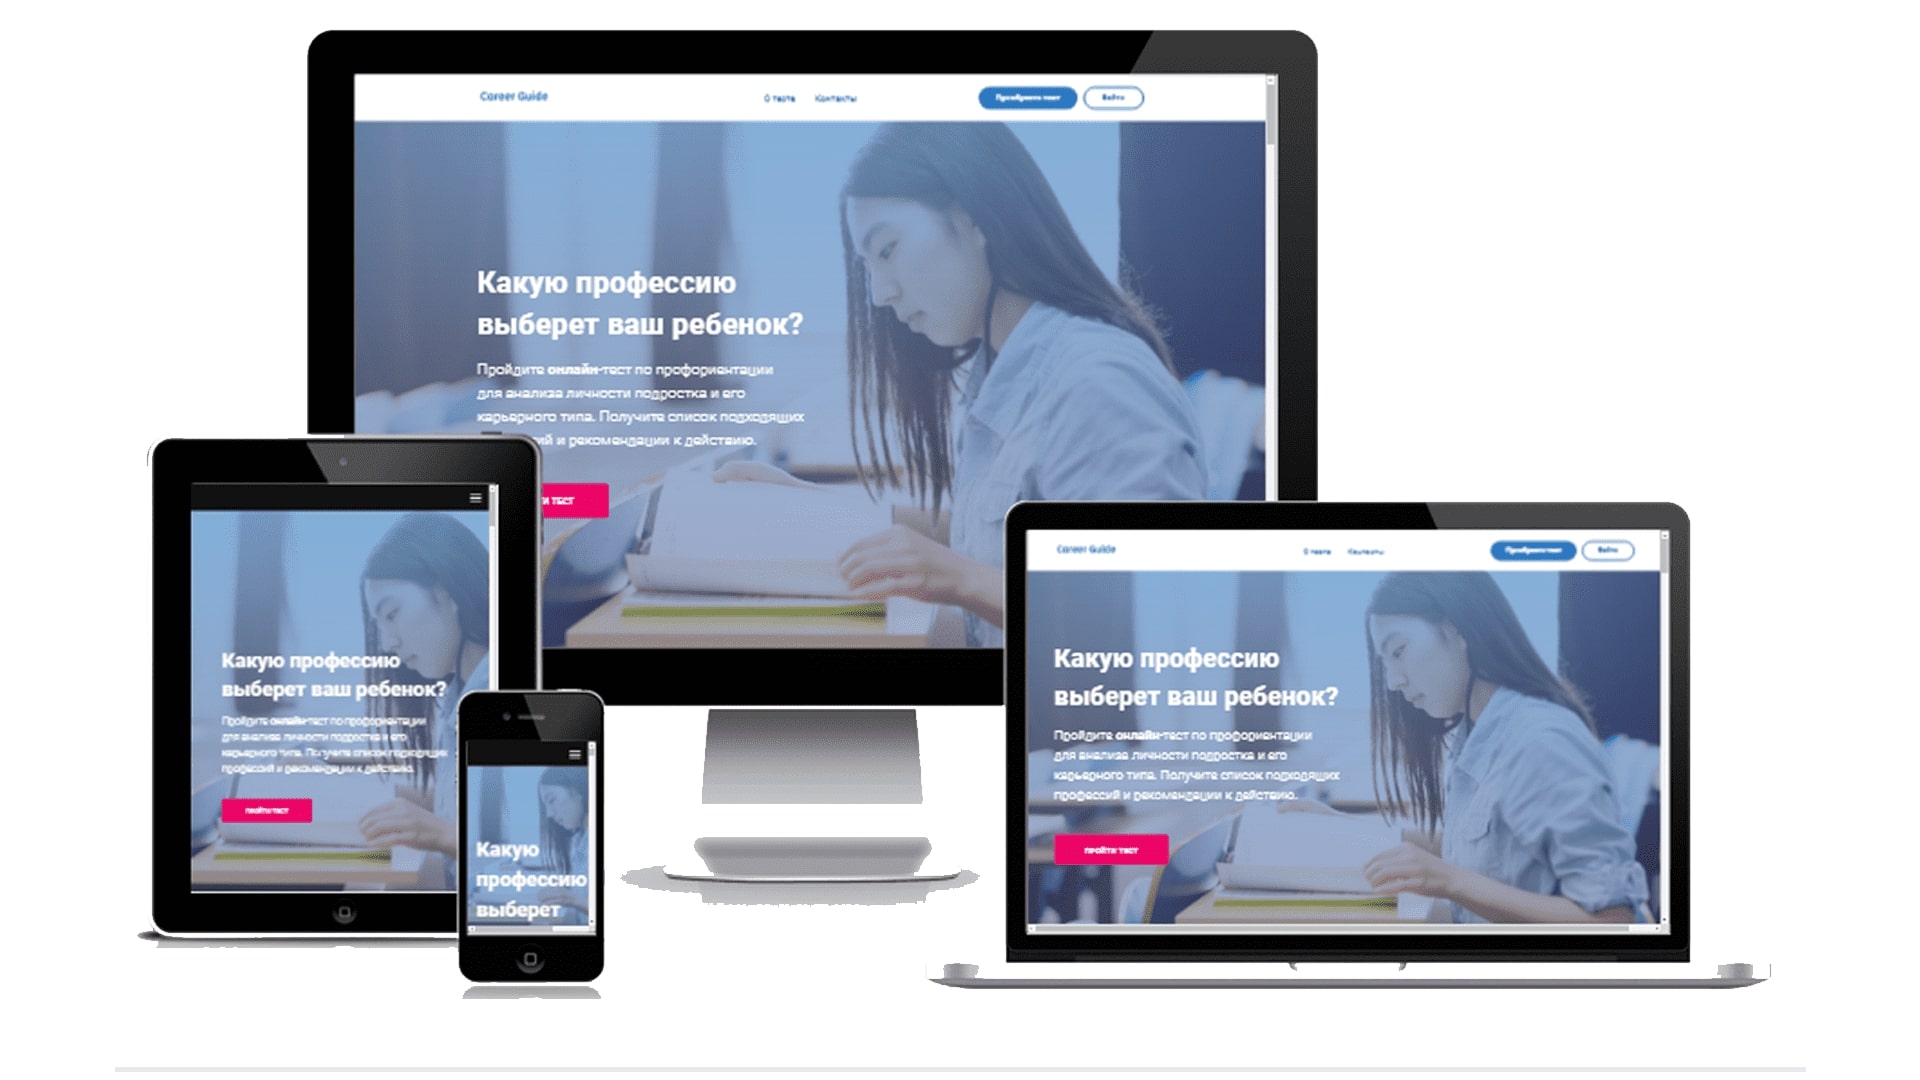 Career Guide
О тесте Контакты
Приобрести тест Войти
Какую профессию
выберет ваш ребенок?
Пройдите онлайн-тест по профориентации
для анализа личности подростка и его
карьерного типа. Получите список подходящих
ий и рекомендации к действию.
И ТЕСТ
Какую профессию
выберет ваш ребенок?
Пройдите онлайн-тест по профориентации
для анализа личности подростка и его
карьерного типа. Получите список подходящих
профессий и рекомендации к действию.
ПРОЙТИ ТЕСТ
Какую
профессию
выберет
Career Guide
О тесте Контакты
Приобрести тест Войти
Какую профессию
выберет ваш ребенок?
Пройдите онлайн-тест по профориентации
для анализа личности подростка и его
карьерного типа. Получите список подходящих
профессий и рекомендации к действию.
ПРОЙТИ ТЕСТ